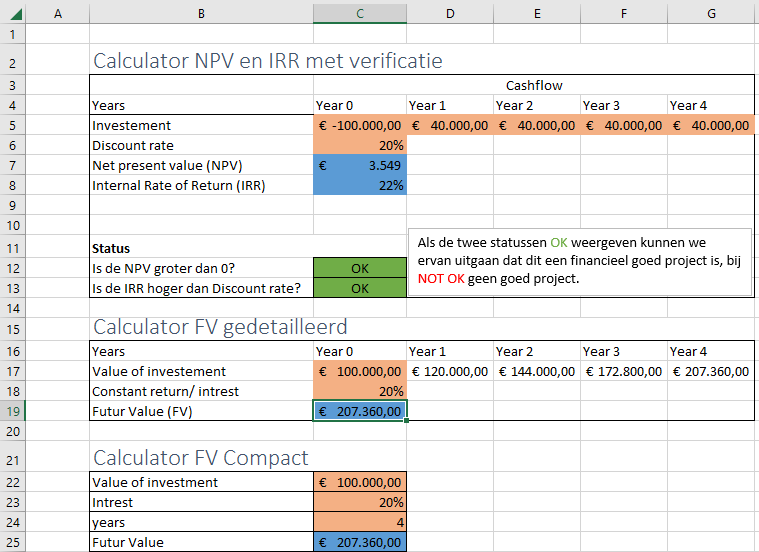 A B C D E F G
1
2 Calculator NPV en IRR met verificatie
3 Cashflow
4 Years Year 0 Year 1 Year 2 Year 3 Year 4
5 Investement € -100.000,00 € 40.000,00 € 40.000,00 € 40.000,00 € 40.000,00
6 Discount rate 20%
7 Net present value (NPV) € 3.549
8 Internal Rate of Return (IRR) 22%
9
10
11 Status
12 Is de NPV groter dan 0? OK
13 Is de IRR hoger dan Discount rate? OK
Als de twee statussen OK weergeven kunnen we
ervan uitgaan dat dit een financieel goed project is, bij
NOT OK geen goed project.
14
15 Calculator FV gedetailleerd
16 Years Year 0 Year 1 Year 2 Year 3 Year 4
17 Value of investement € 100.000,00 € 120.000,00 € 144.000,00 € 172.800,00 € 207.360,00
18 Constant return/ intrest 20%
19 Futur Value (FV) € 207.360,00
20
21 Calculator FV Compact
22 Value of investment € 100.000,00
23 Intrest 20%
24 years 4
25 Futur Value € 207.360,00